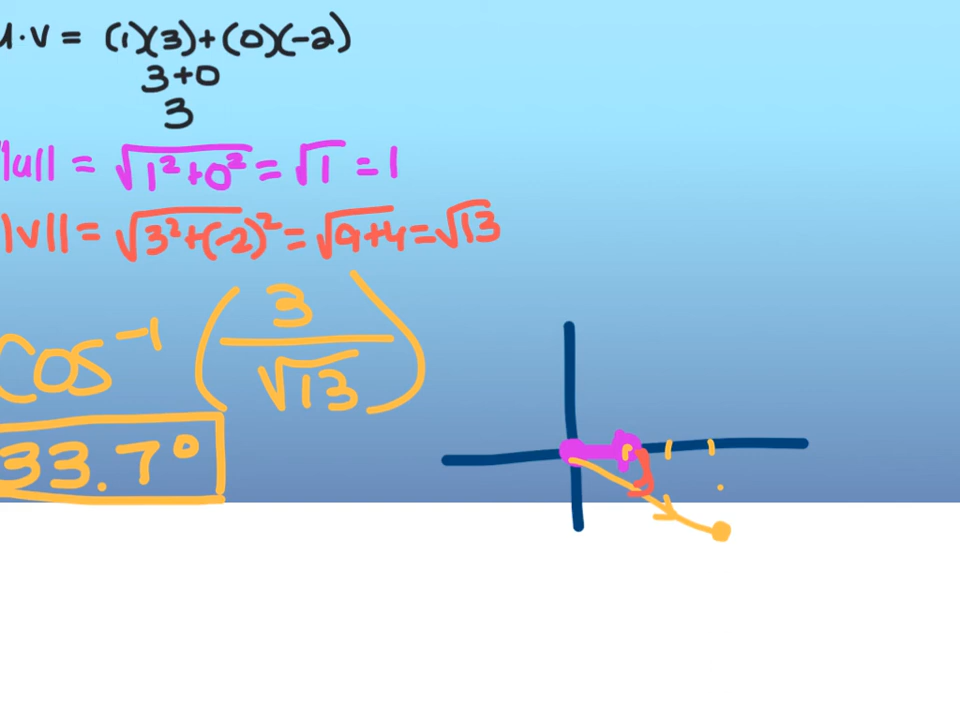 u·v = (1)(3)+(0)(-2)
3+0
3
||u|| = √1²+0² = √1 = 1
||v|| = √3²+(-2)² = √9+4 = √13
cos⁻¹ (3/√13)
33.7°